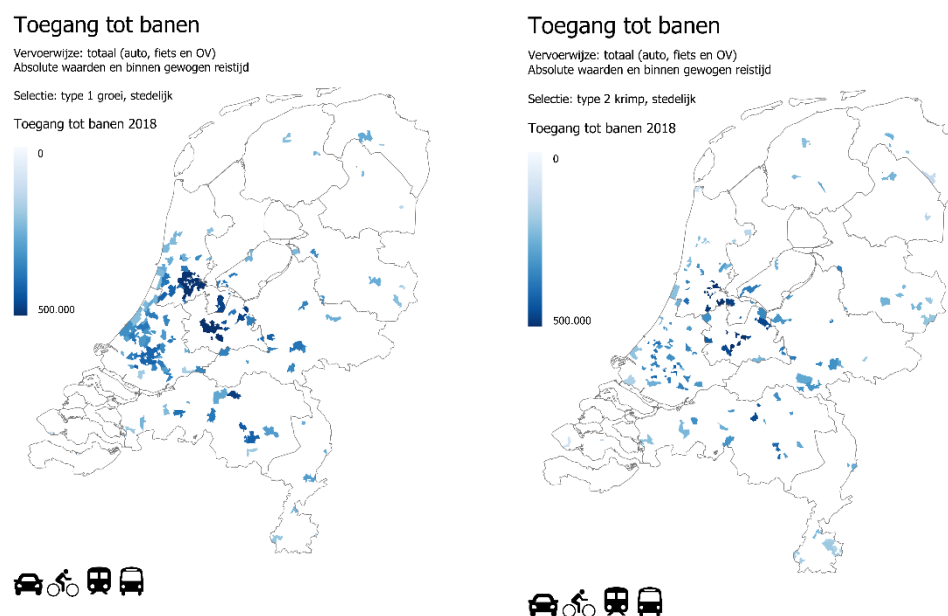 Toegang tot banen
Vervoerwijze: totaal (auto, fiets en OV)
Absolute waarden en binnen gewogen reistijd
Selectie: type 1 groei, stedelijk
Toegang tot banen 2018
0
500.000
Toegang tot banen
Vervoerwijze: totaal (auto, fiets en OV)
Absolute waarden en binnen gewogen reistijd
Selectie: type 2 krimp, stedelijk
Toegang tot banen 2018
0
500.000